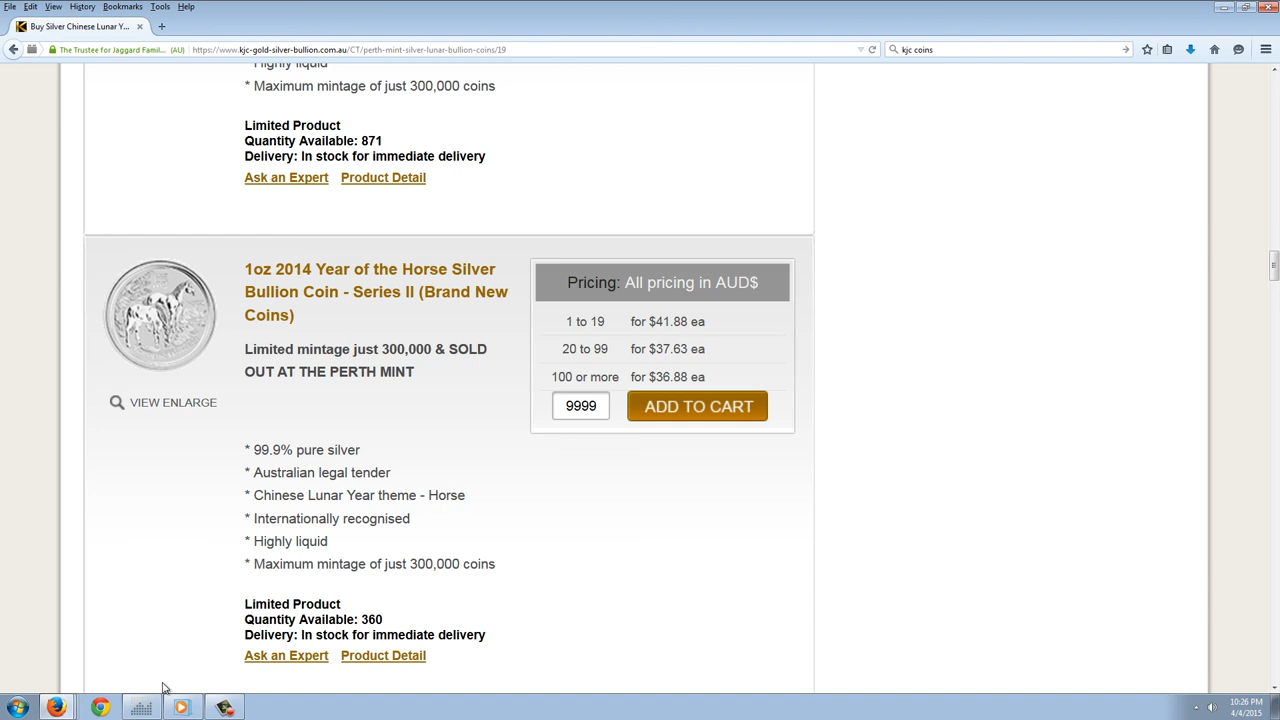 File Edit View History Bookmarks Tools Help
Buy Silver Chinese Lunar Y... × +
The Trustee for Jaggard Famil... (AU) https://www.kjc-gold-silver-bullion.com.au/CT/perth-mint-silver-lunar-bullion-coins/19 kjc coins
* Highly liquid
* Maximum mintage of just 300,000 coins
Limited Product
Quantity Available: 871
Delivery: In stock for immediate delivery
Ask an Expert Product Detail
1oz 2014 Year of the Horse Silver
Bullion Coin - Series II (Brand New
Coins)
Limited mintage just 300,000 & SOLD
OUT AT THE PERTH MINT
VIEW ENLARGE
Pricing: All pricing in AUD$
1 to 19 for $41.88 ea
20 to 99 for $37.63 ea
100 or more for $36.88 ea
9999 ADD TO CART
* 99.9% pure silver
* Australian legal tender
* Chinese Lunar Year theme - Horse
* Internationally recognised
* Highly liquid
* Maximum mintage of just 300,000 coins
Limited Product
Quantity Available: 360
Delivery: In stock for immediate delivery
Ask an Expert Product Detail
10:26 PM
4/4/2015